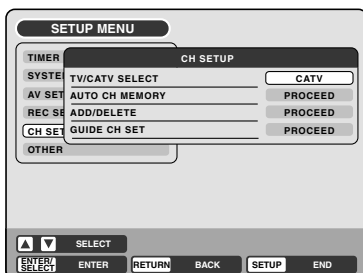 SETUP MENU
TIMER
CH SETUP
SYSTE
TV/CATV SELECT CATV
AV SET
AUTO CH MEMORY PROCEED
REC SE
ADD/DELETE PROCEED
CH SET
GUIDE CH SET PROCEED
OTHER
SELECT
ENTER/SELECT ENTER RETURN BACK SETUP END